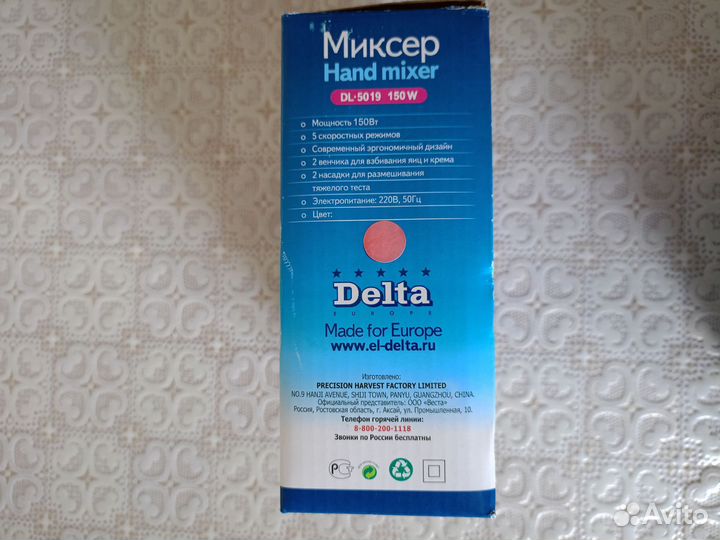 Миксер
Hand mixer
DL-5019 150W
Мощность 150Вт
5 скоростных режимов
Современный эргономичный дизайн
2 венчика для взбивания яиц и крема
2 насадки для размешивания
тяжелого теста
Электропитание: 220В, 50Гц
Цвет:
Delta
EUROPE
Made for Europe
www.el-delta.ru
Изготовлено:
PRECISION HARVEST FACTORY LIMITED
NO.9 HANJI AVENUE, SHIJI TOWN, PANYU, GUANGZHOU, CHINA.
Официальный представитель: ООО «Веста»
Россия, Ростовская область, г. Аксай, ул. Промышленная, 10.
Телефон горячей линии:
8-800-200-1118
Звонки по России бесплатны
Avito